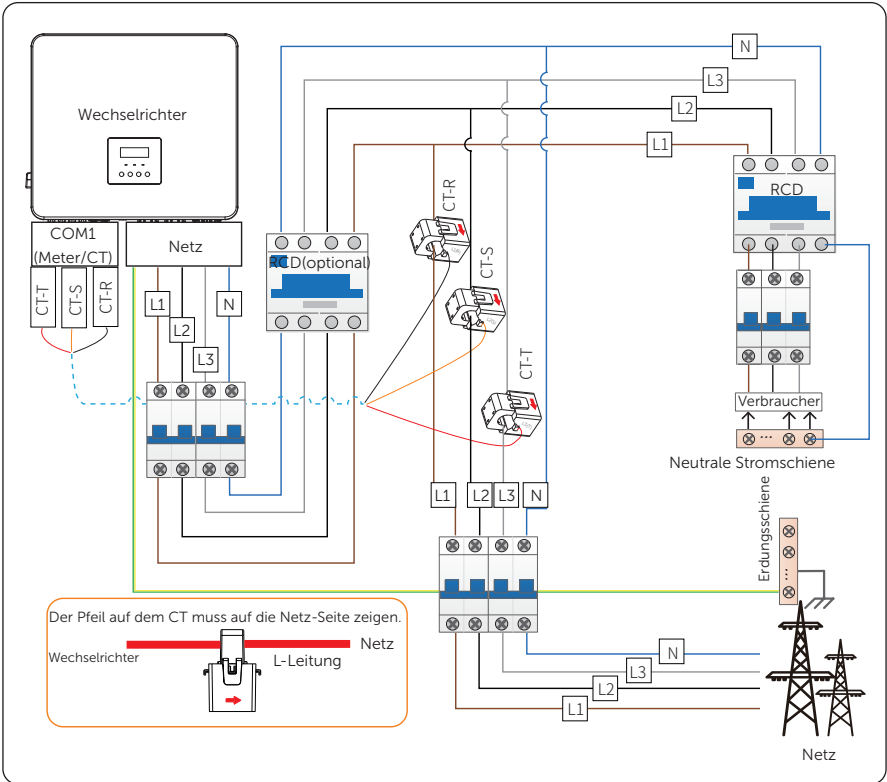 Wechselrichter
COM1
(Meter/CT)
Netz
CT-T
CT-S
CT-R
L1
L2
L3
N
RCD(optional)
N
L3
L2
L1
CT-R
CT-S
CT-T
RCD
Verbraucher
...
Neutrale Stromschiene
L1
L2
L3
N
Erdungsschiene
...
Der Pfeil auf dem CT muss auf die Netz-Seite zeigen.
Wechselrichter
Netz
L-Leitung
N
L3
L2
L1
Netz